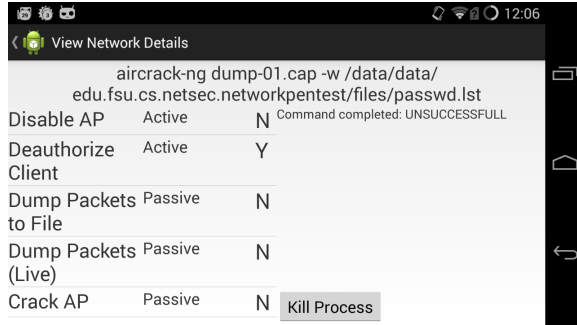 12:06
View Network Details
aircrack-ng dump-01.cap -w /data/data/
edu.fsu.cs.netsec.networkpentest/files/passwd.lst
Disable AP Active N Command completed: UNSUCCESSFULL
Deauthorize Client Active Y
Dump Packets to File Passive N
Dump Packets (Live) Passive N
Crack AP Passive N Kill Process